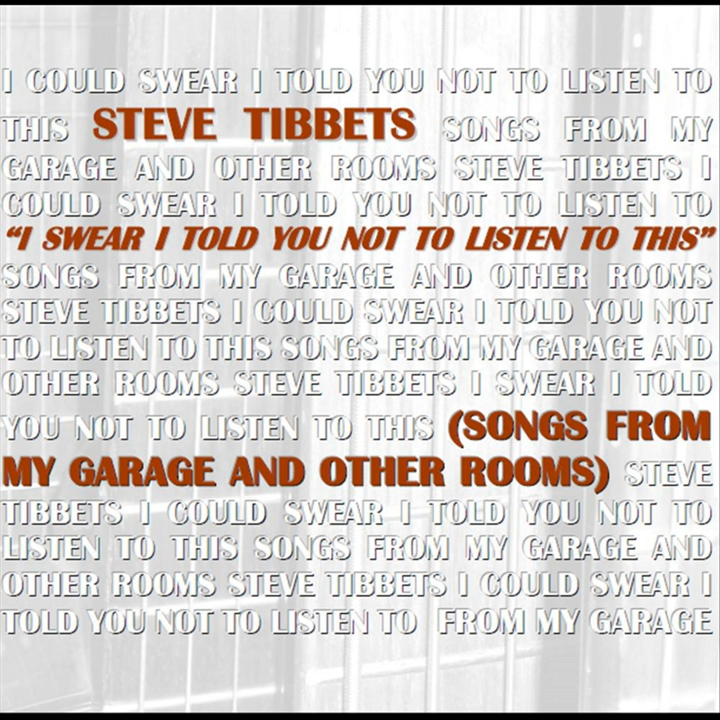 I COULD SWEAR I TOLD YOU NOT TO LISTEN TO
THIS STEVE TIBBETS SONGS FROM MY
GARAGE AND OTHER ROOMS STEVE TIBBETS I
COULD SWEAR I TOLD YOU NOT TO LISTEN TO
“I SWEAR I TOLD YOU NOT TO LISTEN TO THIS”
SONGS FROM MY GARAGE AND OTHER ROOMS
STEVE TIBBETS I COULD SWEAR I TOLD YOU NOT
TO LISTEN TO THIS SONGS FROM MY GARAGE AND
OTHER ROOMS STEVE TIBBETS I SWEAR I TOLD
YOU NOT TO LISTEN TO THIS (SONGS FROM
MY GARAGE AND OTHER ROOMS) STEVE
TIBBETS I COULD SWEAR I TOLD YOU NOT TO
LISTEN TO THIS SONGS FROM MY GARAGE AND
OTHER ROOMS STEVE TIBBETS I COULD SWEAR I
TOLD YOU NOT TO LISTEN TO FROM MY GARAGE